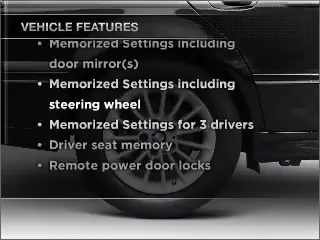 VEHICLE FEATURES
• Memorized Settings including
door mirror(s)
• Memorized Settings including
steering wheel
• Memorized Settings for 3 drivers
• Driver seat memory
• Remote power door locks